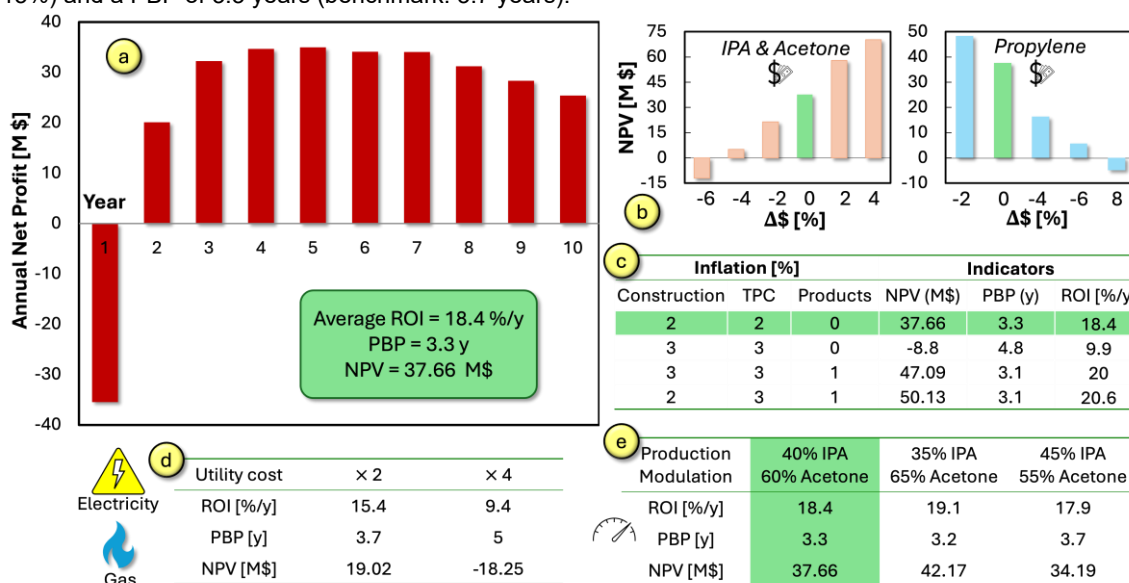 15%) and a PBP of 3.3 years (benchmark: 3.7 years).
a
Annual Net Profit [M $]
40
30
20
10
0
-10
-20
-30
-40
Year
1 2 3 4 5 6 7 8 9 10
Average ROI = 18.4 %/y
PBP = 3.3 y
NPV = 37.66 M$
b
NPV [M $]
75
60
45
30
15
0
-15
IPA & Acetone
$
-6 -4 -2 0 2 4
Δ$ [%]
50
40
30
20
10
0
-10
Propylene
$
-2 0 -4 -6 8
Δ$ [%]
c
Inflation [%] Indicators
Construction TPC Products NPV (M$) PBP (y) ROI [%/y
2 2 0 37.66 3.3 18.4
3 3 0 -8.8 4.8 9.9
3 3 1 47.09 3.1 20
2 3 1 50.13 3.1 20.6
d
Electricity
Gas
Utility cost × 2 × 4
ROI [%/y] 15.4 9.4
PBP [y] 3.7 5
NPV [M$] 19.02 -18.25
e
Production 40% IPA 35% IPA 45% IPA
Modulation 60% Acetone 65% Acetone 55% Acetone
ROI [%/y] 18.4 19.1 17.9
PBP [y] 3.3 3.2 3.7
NPV [M$] 37.66 42.17 34.19